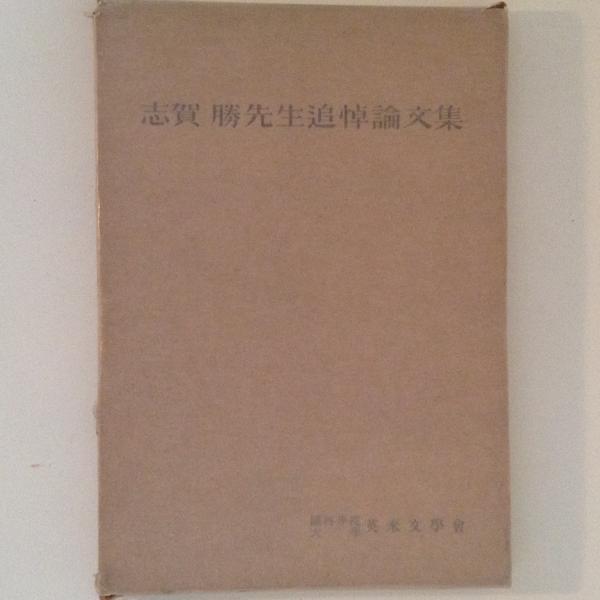 志賀 勝先生追悼論文集
關西學院大學 英米文學會